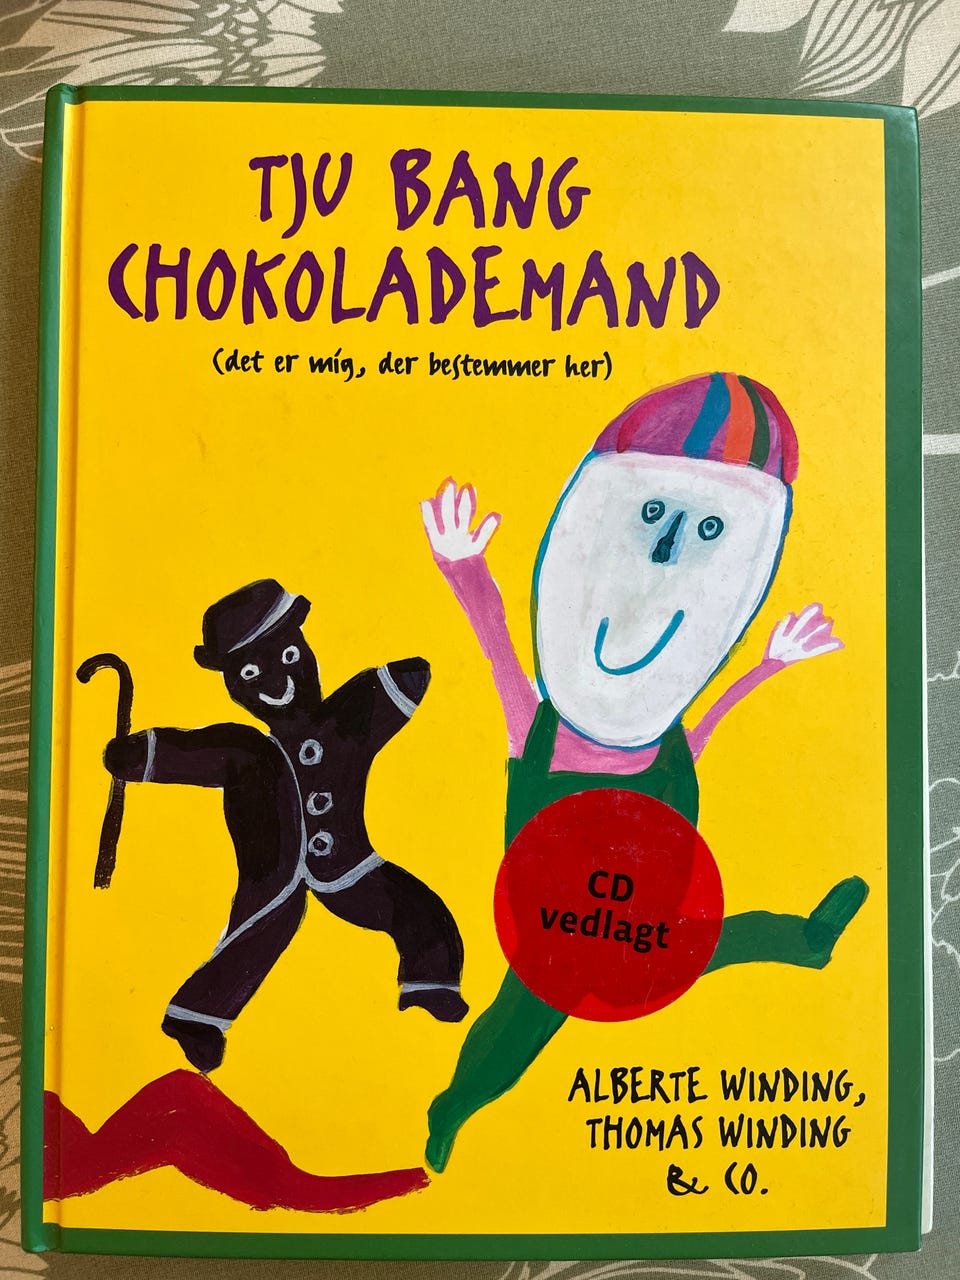 TJU BANG
CHOKOLADEMAND
(det er mig, der bestemmer her)
CD
vedlagt
ALBERTE WINDING,
THOMAS WINDING
& CO.